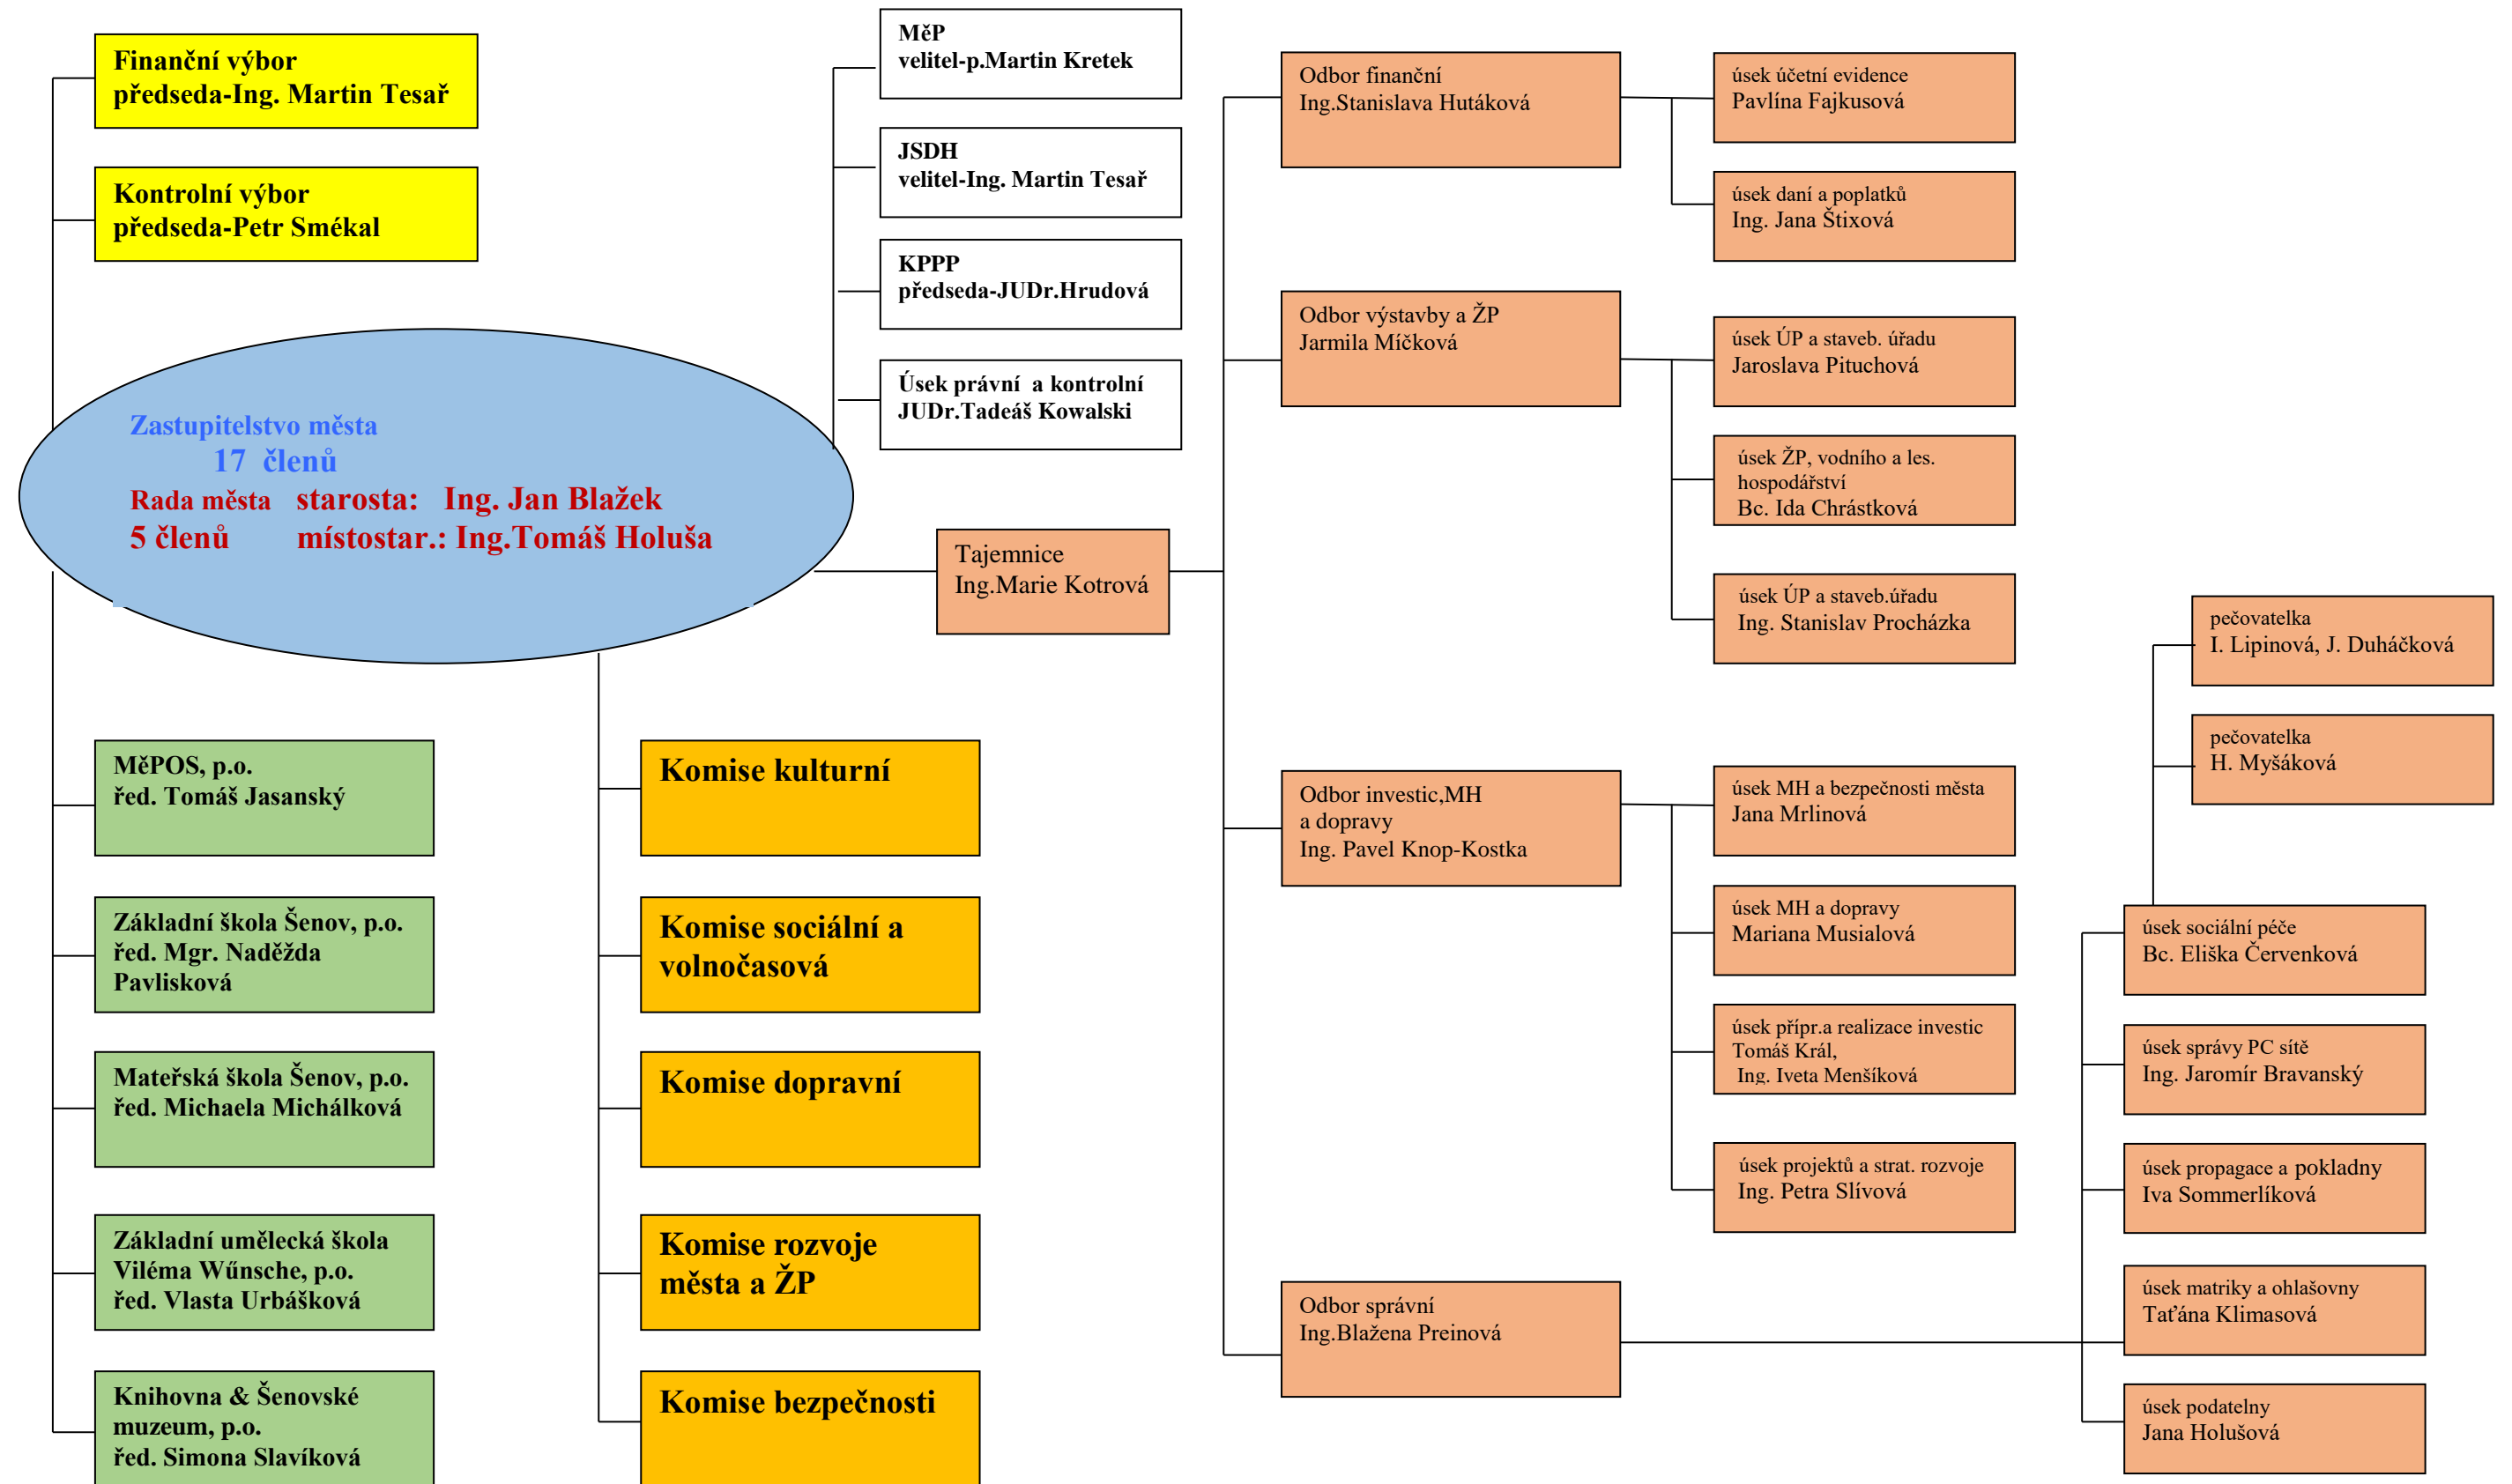 Finanční výbor
předseda-Ing. Martin Tesař
Kontrolní výbor
předseda-Petr Smékal
MěP
velitel-p.Martin Kretek
JSDH
velitel-Ing. Martin Tesař
KPPP
předseda-JUDr.Hrudová
Úsek právní a kontrolní
JUDr.Tadeáš Kowalski
Zastupitelstvo města
17 členů
Rada města starosta: Ing. Jan Blažek
5 členů místostar.: Ing.Tomáš Holuša
Tajemnice
Ing.Marie Kotrová
MěPOS, p.o.
řed. Tomáš Jasanský
Základní škola Šenov, p.o.
řed. Mgr. Naděžda
Pavlisková
Mateřská škola Šenov, p.o.
řed. Michaela Michálková
Základní umělecká škola
Viléma Wűnsche, p.o.
řed. Vlasta Urbášková
Knihovna & Šenovské
muzeum, p.o.
řed. Simona Slavíková
Komise kulturní
Komise sociální a
volnočasová
Komise dopravní
Komise rozvoje
města a ŽP
Komise bezpečnosti
Odbor finanční
Ing.Stanislava Hutáková
úsek účetní evidence
Pavlína Fajkusová
úsek daní a poplatků
Ing. Jana Štixová
Odbor výstavby a ŽP
Jarmila Míčková
úsek ÚP a staveb. úřadu
Jaroslava Pituchová
úsek ŽP, vodního a les.
hospodářství
Bc. Ida Chrástková
úsek ÚP a staveb.úřadu
Ing. Stanislav Procházka
Odbor investic,MH
a dopravy
Ing. Pavel Knop-Kostka
úsek MH a bezpečnosti města
Jana Mrlinová
úsek MH a dopravy
Mariana Musialová
úsek přípr.a realizace investic
Tomáš Král,
Ing. Iveta Menšíková
úsek projektů a strat. rozvoje
Ing. Petra Slívová
Odbor správní
Ing.Blažena Preinová
pečovatelka
I. Lipinová, J. Duháčková
pečovatelka
H. Myšáková
úsek sociální péče
Bc. Eliška Červenková
úsek správy PC sítě
Ing. Jaromír Bravanský
úsek propagace a pokladny
Iva Sommerlíková
úsek matriky a ohlašovny
Taťána Klimasová
úsek podatelny
Jana Holušová